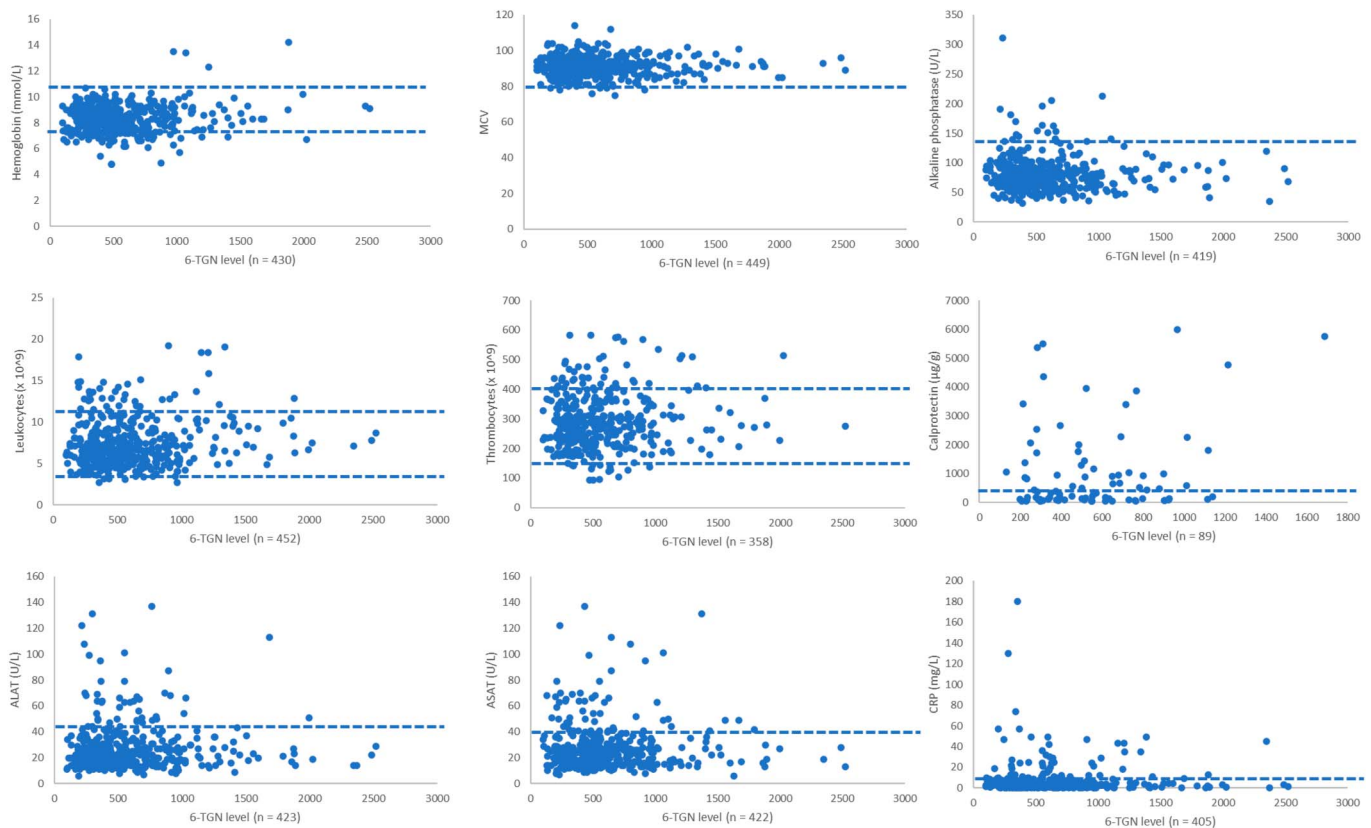 Hemoglobin (mmol/L)
16
14
12
10
8
6
4
2
0
0 500 1000 1500 2000 2500 3000
6-TGN level (n = 430)
MCV
120
100
80
60
40
20
0
0 500 1000 1500 2000 2500 3000
6-TGN level (n = 449)
Alkaline phosphatase (U/L)
350
300
250
200
150
100
50
0
0 500 1000 1500 2000 2500 3000
6-TGN level (n = 419)
Leukocytes (x 10^9)
25
20
15
10
5
0
0 500 1000 1500 2000 2500 3000
6-TGN level (n = 452)
Thrombocytes (x 10^9)
700
600
500
400
300
200
100
0
0 500 1000 1500 2000 2500 3000
6-TGN level (n = 358)
Calprotectin (µg/g)
7000
6000
5000
4000
3000
2000
1000
0
0 200 400 600 800 1000 1200 1400 1600 1800
6-TGN level (n = 89)
ALAT (U/L)
160
140
120
100
80
60
40
20
0
0 500 1000 1500 2000 2500 3000
6-TGN level (n = 423)
ASAT (U/L)
160
140
120
100
80
60
40
20
0
0 500 1000 1500 2000 2500 3000
6-TGN level (n = 422)
CRP (mg/L)
200
180
160
140
120
100
80
60
40
20
0
0 500 1000 1500 2000 2500 3000
6-TGN level (n = 405)